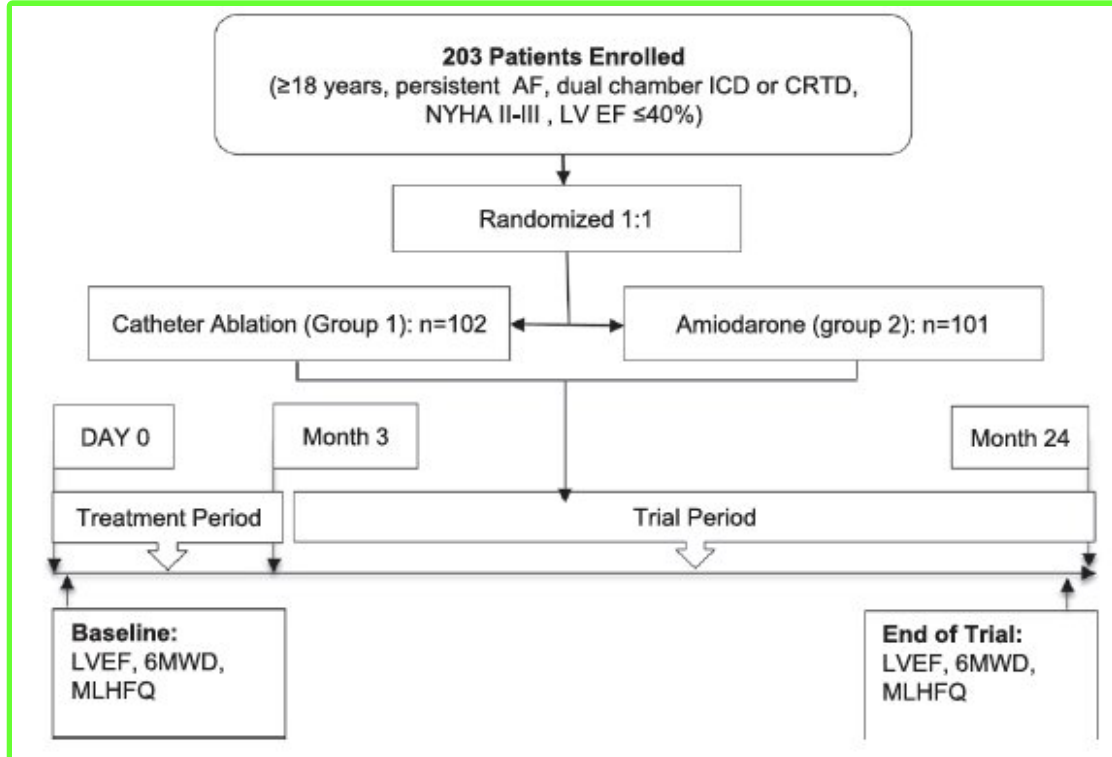 203 Patients Enrolled
(≥18 years, persistent AF, dual chamber ICD or CRTD,
NYHA II-III , LV EF ≤40%)
Randomized 1:1
Catheter Ablation (Group 1): n=102
Amiodarone (group 2): n=101
DAY 0
Month 3
Month 24
Treatment Period
Trial Period
Baseline:
LVEF, 6MWD,
MLHFQ
End of Trial:
LVEF, 6MWD,
MLHFQ